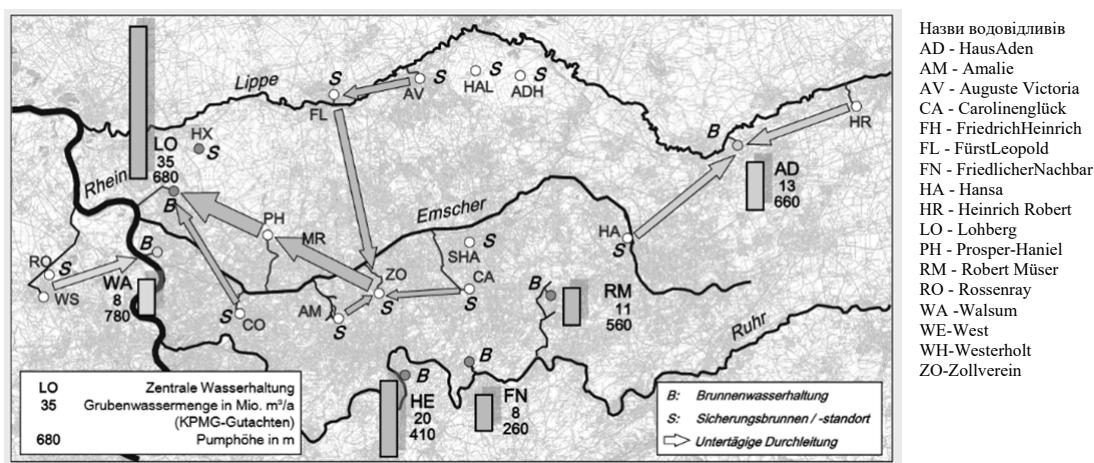 Lippe
S
S
AV
S
HAL
S
ADH
FL
HR
B
HX
S
LO
35
680
AD
13
660
Rhein
B
PH
Emscher
MR
HA
S
S
SHA
B
RO
S
WS
WA
8
780
ZO
CA
S
S
B
RM
11
560
S
CO
AM
S
Ruhr
B
B
HE
20
410
FN
8
260
LO Zentrale Wasserhaltung
35 Grubenwassermenge in Mio. m³/a
(KPMG-Gutachten)
680 Pumphöhe in m
B: Brunnenwasserhaltung
S: Sicherungsbrunnen / -standort
Untertägige Durchleitung
Назви водовідливів
AD - HausAden
AM - Amalie
AV - Auguste Victoria
CA - Carolinenglück
FH - FriedrichHeinrich
FL - FürstLeopold
FN - FriedlicherNachbar
HA - Hansa
HR - Heinrich Robert
LO - Lohberg
PH - Prosper-Haniel
RM - Robert Müser
RO - Rossenray
WA -Walsum
WE-West
WH-Westerholt
ZO-Zollverein